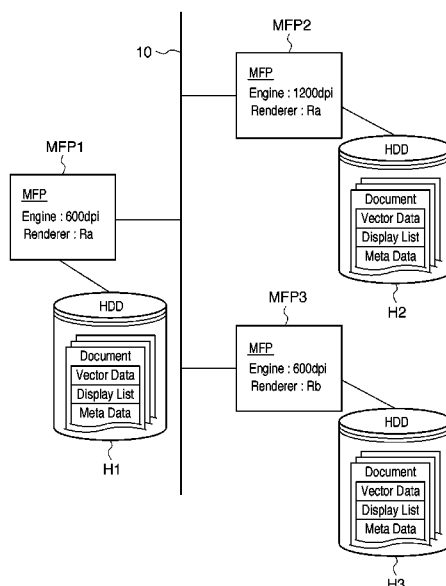 10
MFP2
MFP
Engine : 1200dpi
Renderer : Ra
HDD
Document
Vector Data
Display List
Meta Data
H2
MFP1
MFP
Engine : 600dpi
Renderer : Ra
HDD
Document
Vector Data
Display List
Meta Data
H1
MFP3
MFP
Engine : 600dpi
Renderer : Rb
HDD
Document
Vector Data
Display List
Meta Data
H3